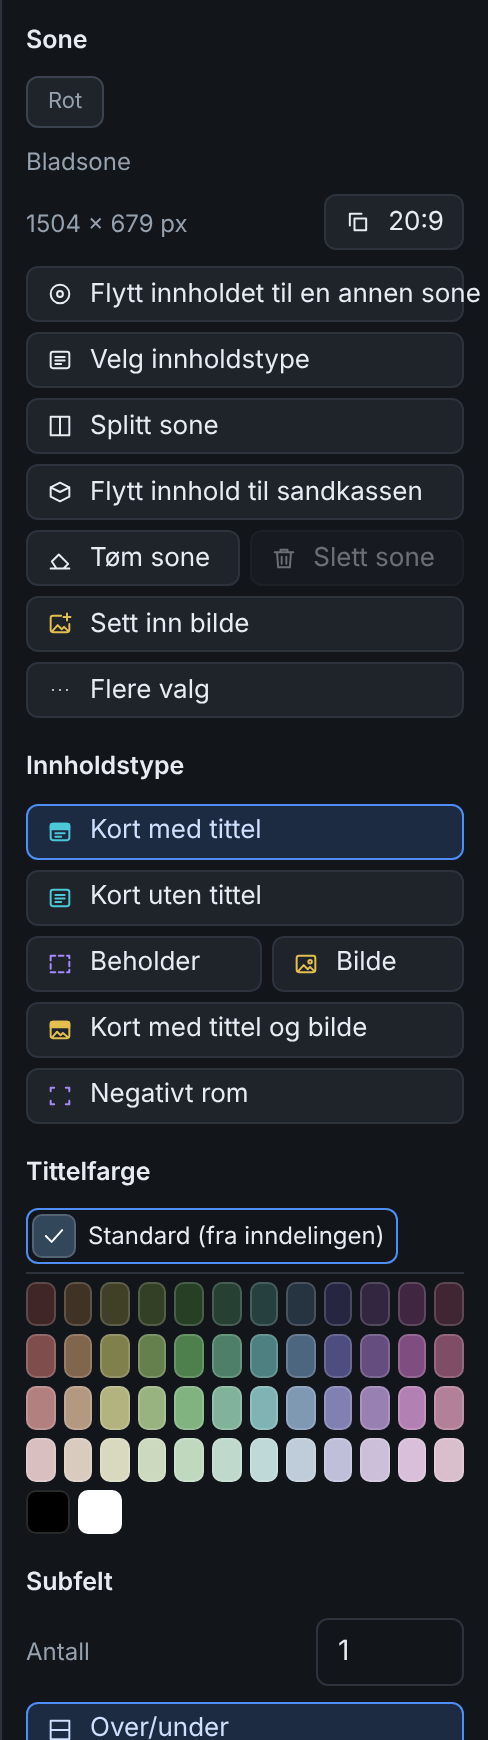 Sone
Rot
Bladsone
1504 × 679 px
20:9
Flytt innholdet til en annen sone
Velg innholdstype
Splitt sone
Flytt innhold til sandkassen
Tøm sone
Slett sone
Sett inn bilde
Flere valg
Innholdstype
Kort med tittel
Kort uten tittel
Beholder
Bilde
Kort med tittel og bilde
Negativt rom
Tittelfarge
Standard (fra inndelingen)
Subfelt
Antall
1
Over/under